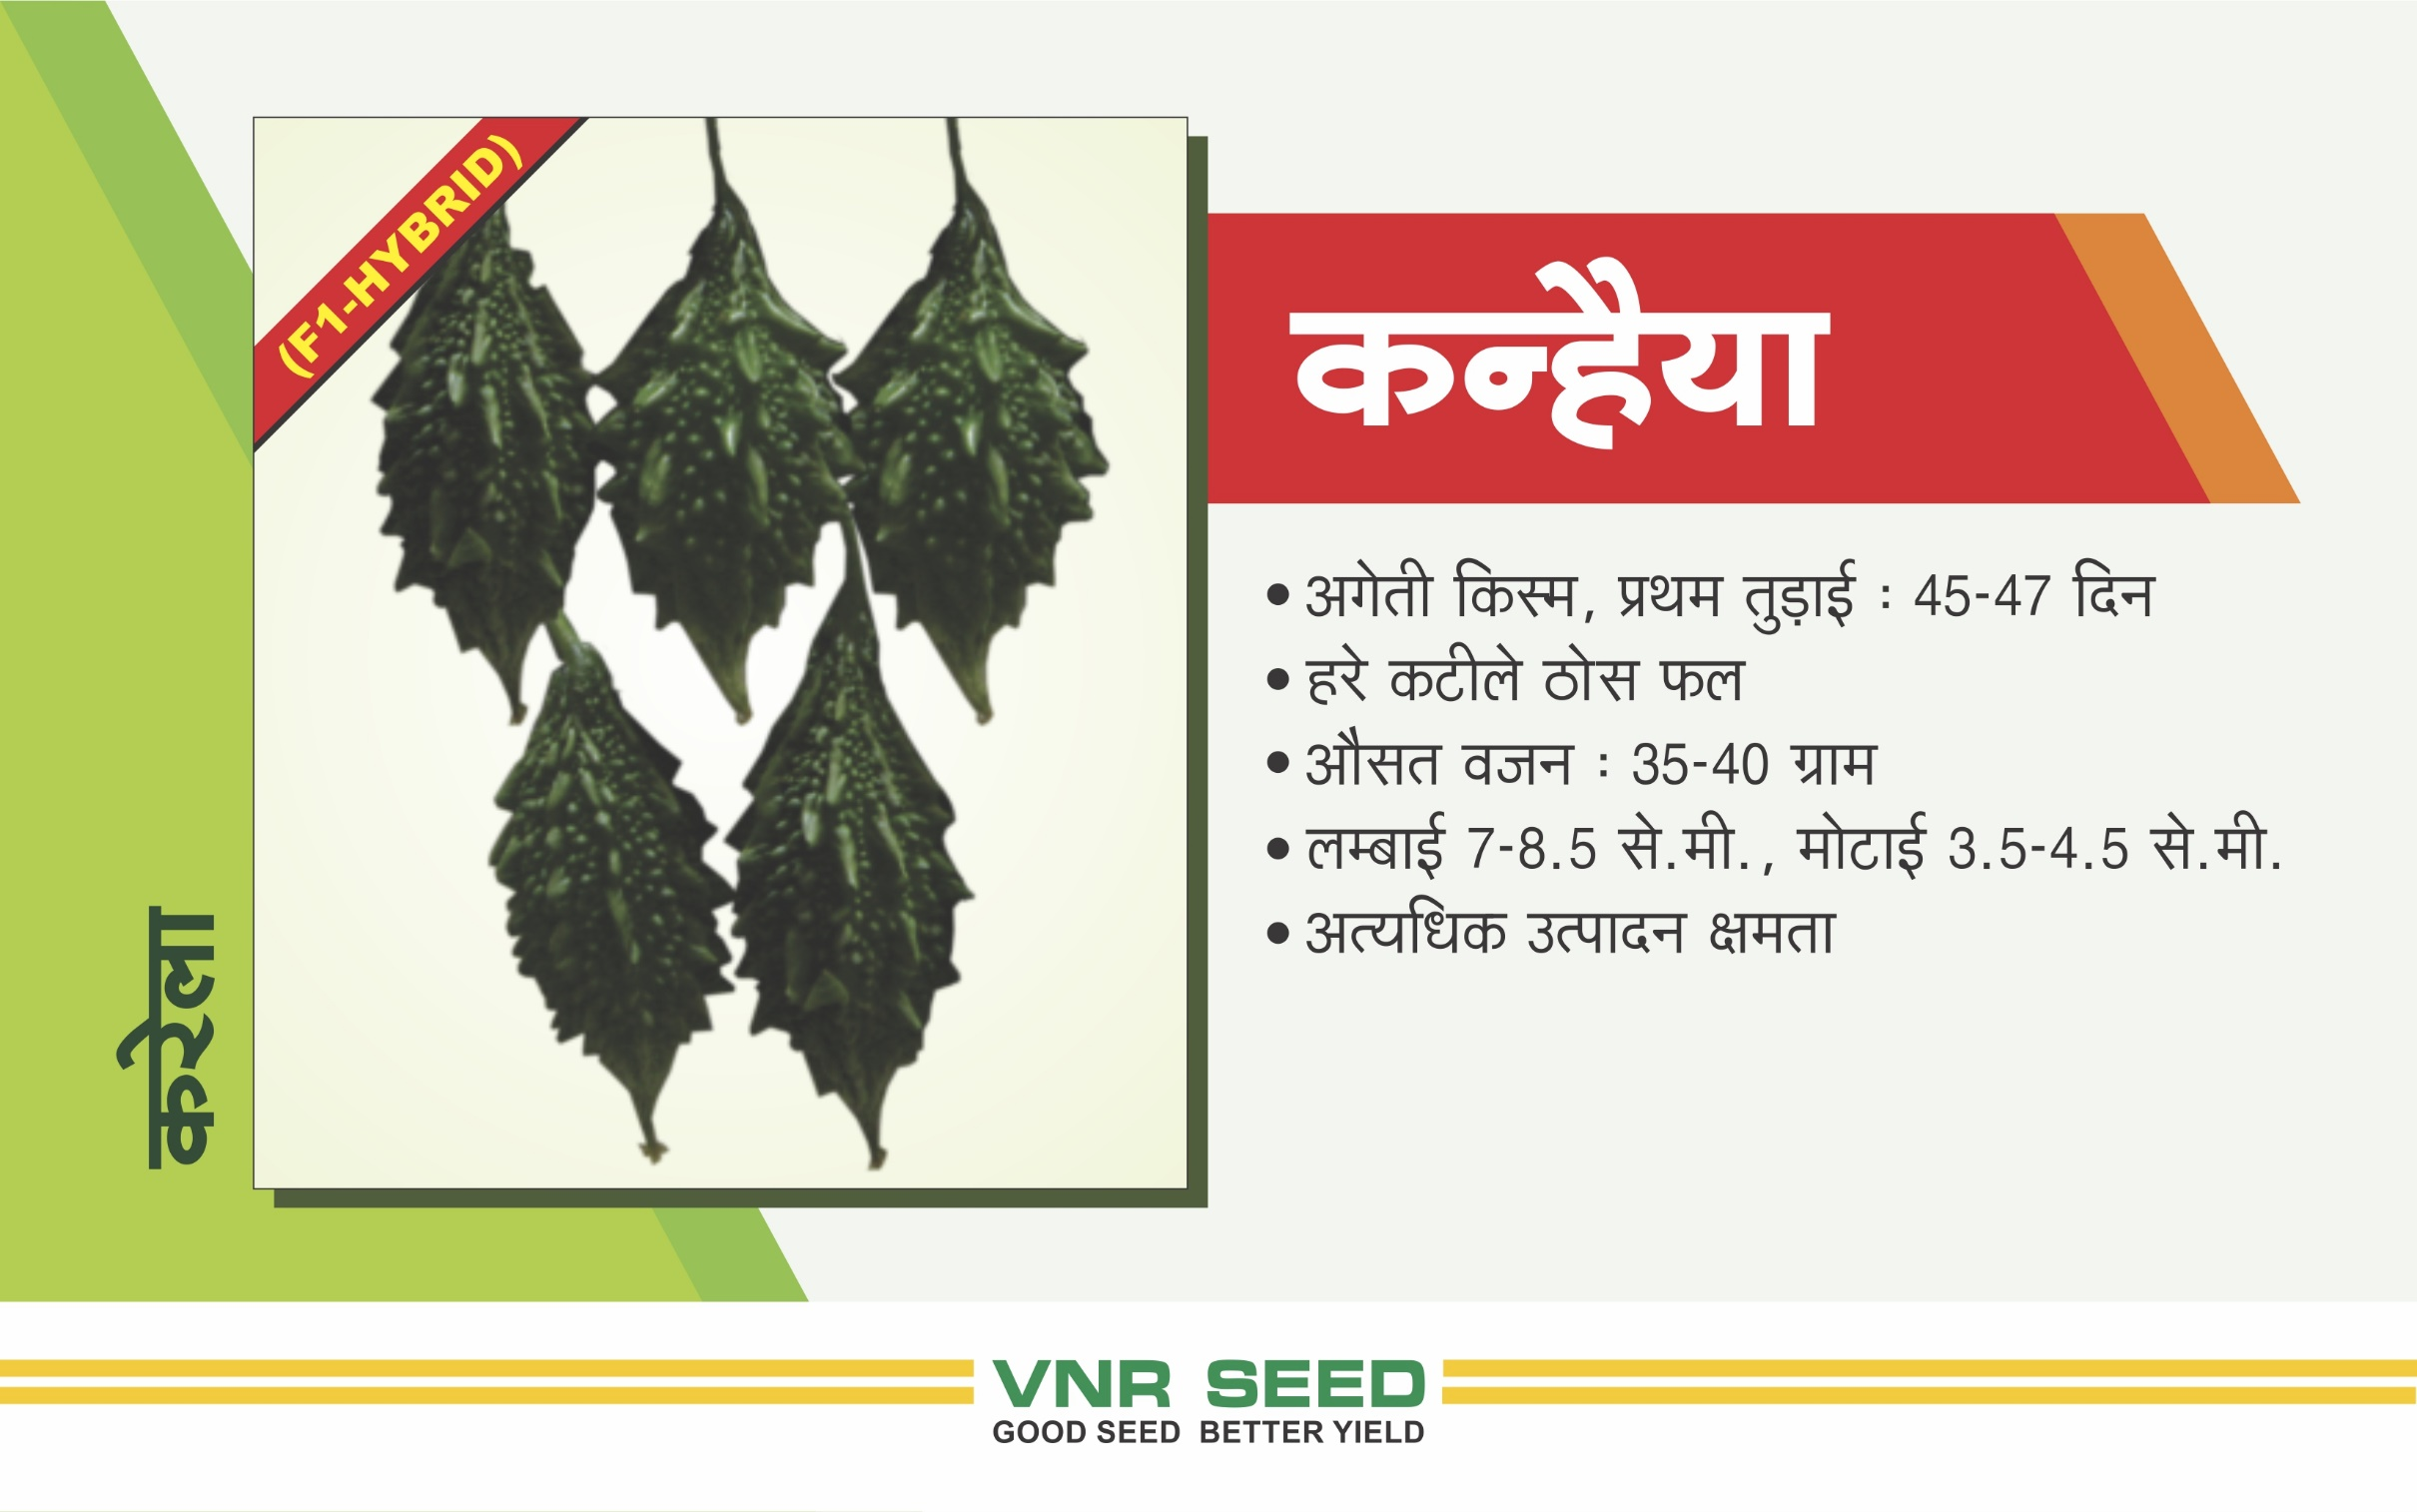 (F1-HYBRID)
करेला
कन्हैया
• अगेती किस्म, प्रथम तुड़ाई : 45-47 दिन
• हरे कटीले ठोस फल
• औसत वजन : 35-40 ग्राम
• लम्बाई 7-8.5 से.मी., मोटाई 3.5-4.5 से.मी.
• अत्यधिक उत्पादन क्षमता
VNR SEED
GOOD SEED BETTER YIELD